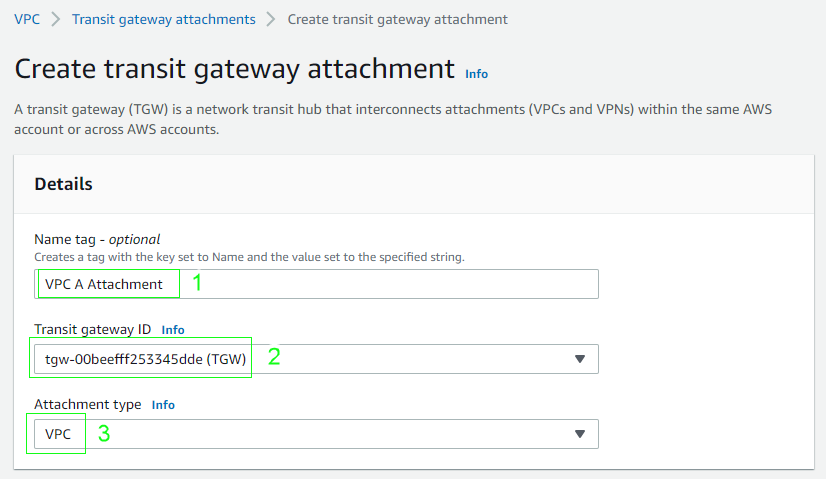 VPC > Transit gateway attachments > Create transit gateway attachment
Create transit gateway attachment Info
A transit gateway (TGW) is a network transit hub that interconnects attachments (VPCs and VPNs) within the same AWS
account or across AWS accounts.
Details
Name tag - optional
Creates a tag with the key set to Name and the value set to the specified string.
VPC A Attachment 1
Transit gateway ID Info
tgw-00beefff253345dde (TGW) 2
Attachment type Info
VPC 3